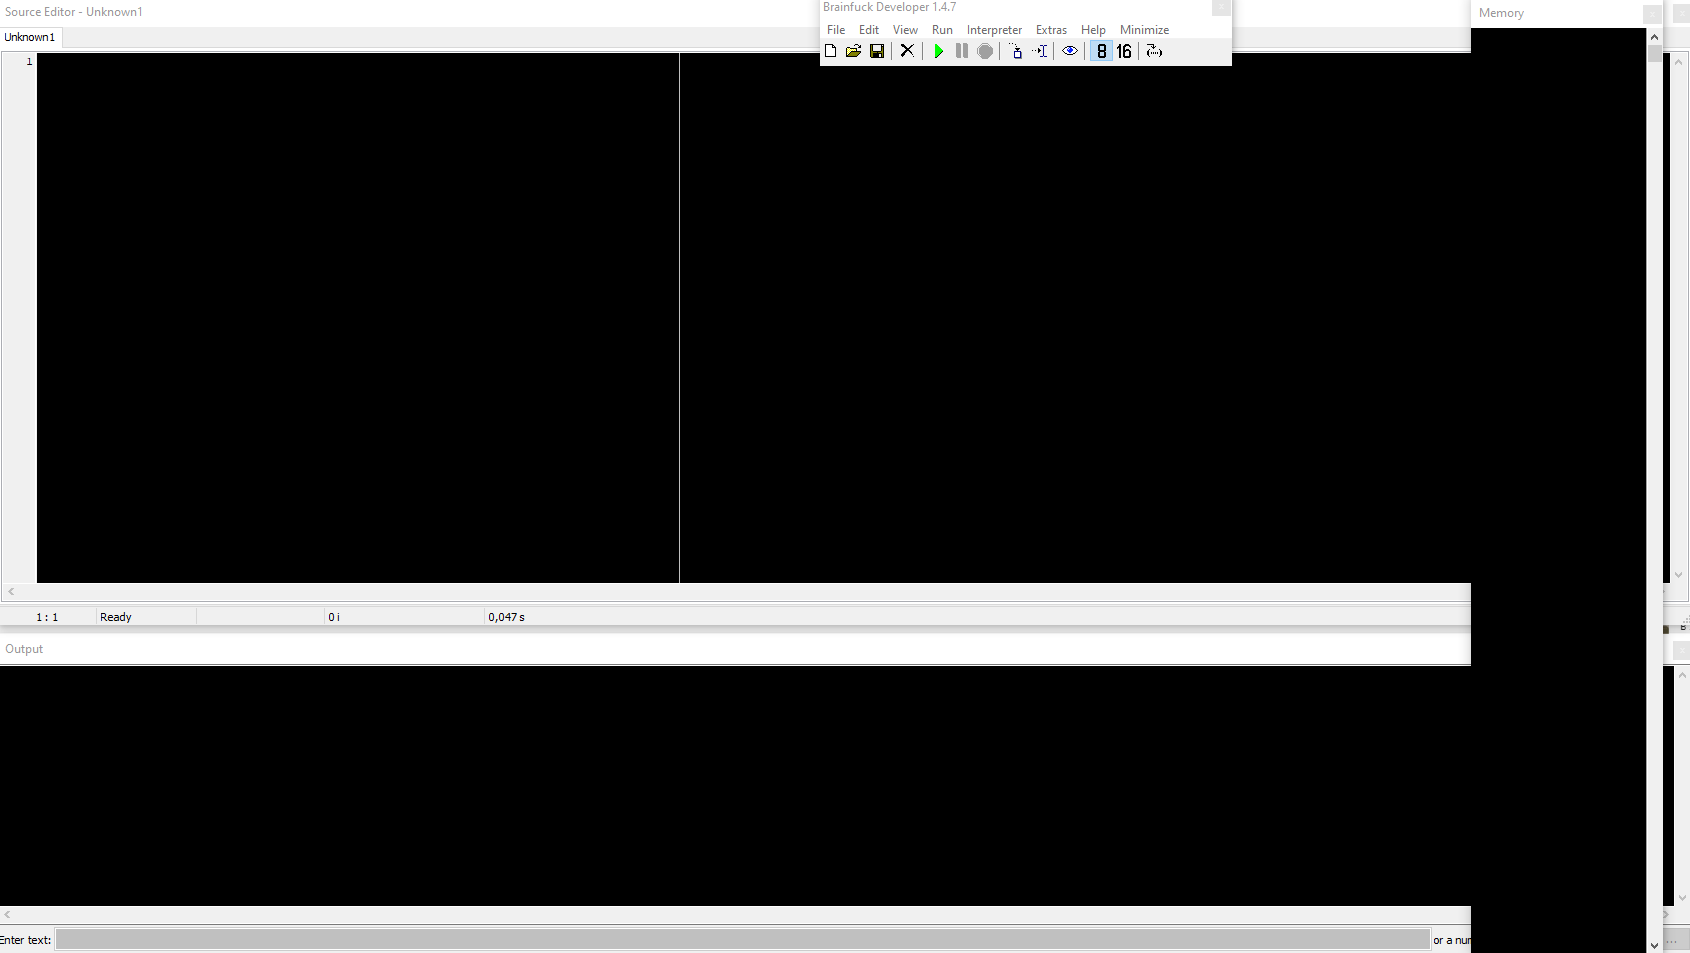 Source Editor - Unknown1
Brainfuck Developer 1.4.7
Memory
File Edit View Run Interpreter Extras Help Minimize
Unknown1
8 16
1
1 : 1 Ready 0 i 0,047 s
B
Output
Enter text: or a nu
...